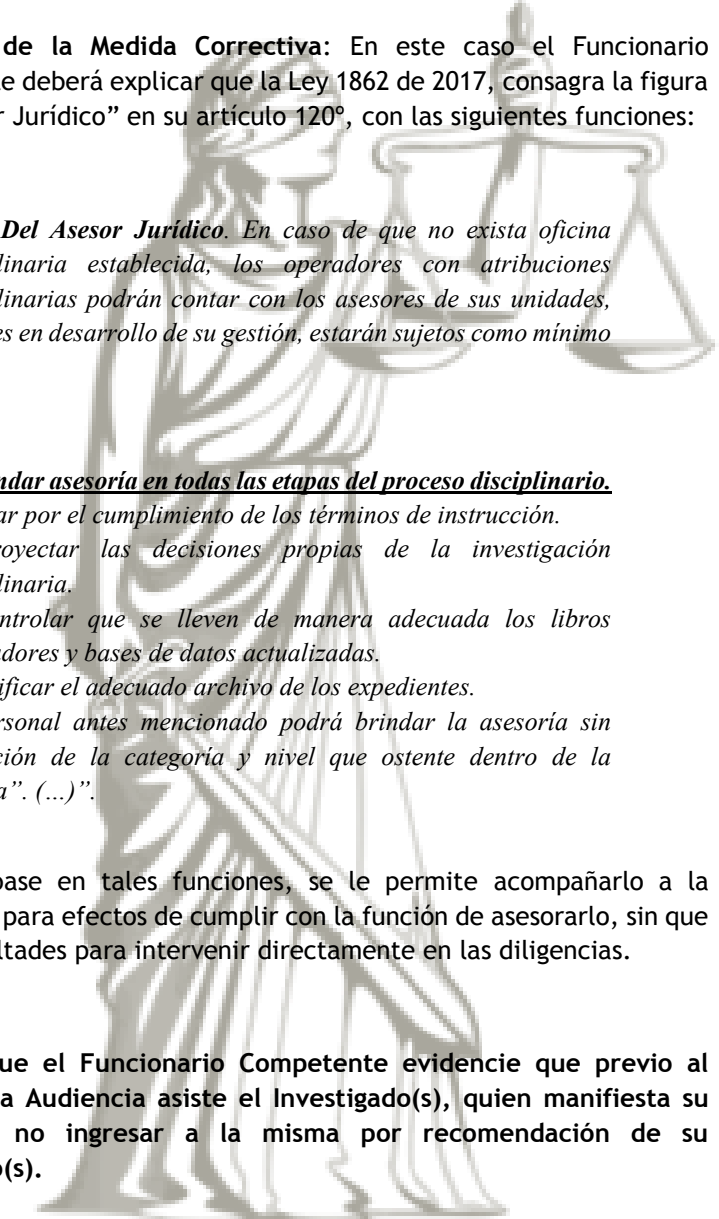 de la Medida Correctiva: En este caso el Funcionario
deberá explicar que la Ley 1862 de 2017, consagra la figura
Jurídico” en su artículo 120º, con las siguientes funciones:
Del Asesor Jurídico. En caso de que no exista oficina
linaria establecida, los operadores con atribuciones
linarias podrán contar con los asesores de sus unidades,
es en desarrollo de su gestión, estarán sujetos como mínimo
ndar asesoría en todas las etapas del proceso disciplinario.
ar por el cumplimiento de los términos de instrucción.
royectar las decisiones propias de la investigación
linaria.
ntrolar que se lleven de manera adecuada los libros
adores y bases de datos actualizadas.
ificar el adecuado archivo de los expedientes.
rsonal antes mencionado podrá brindar la asesoría sin
ción de la categoría y nivel que ostente dentro de la
a”. (...)”.
base en tales funciones, se le permite acompañarlo a la
para efectos de cumplir con la función de asesorarlo, sin que
ltades para intervenir directamente en las diligencias.
ue el Funcionario Competente evidencie que previo al
a Audiencia asiste el Investigado(s), quien manifiesta su
no ingresar a la misma por recomendación de su
o(s).